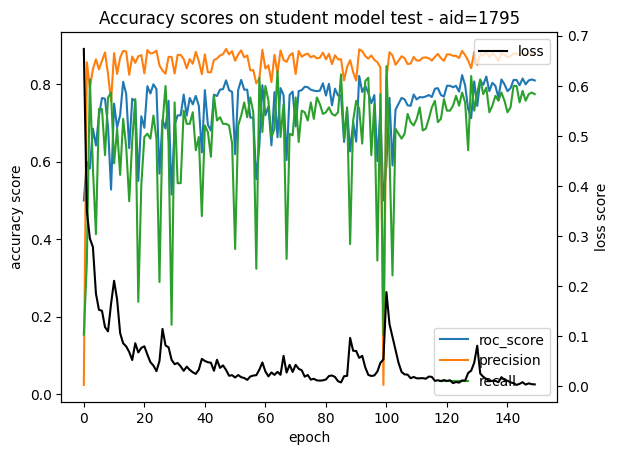 Accuracy scores on student model test - aid=1795
accuracy score
0.8
0.6
0.4
0.2
0.0
0
20
40
60
80
100
120
140
epoch
0.7
0.6
0.5
0.4
0.3
0.2
0.1
0.0
loss score
loss
roc_score
precision
recall